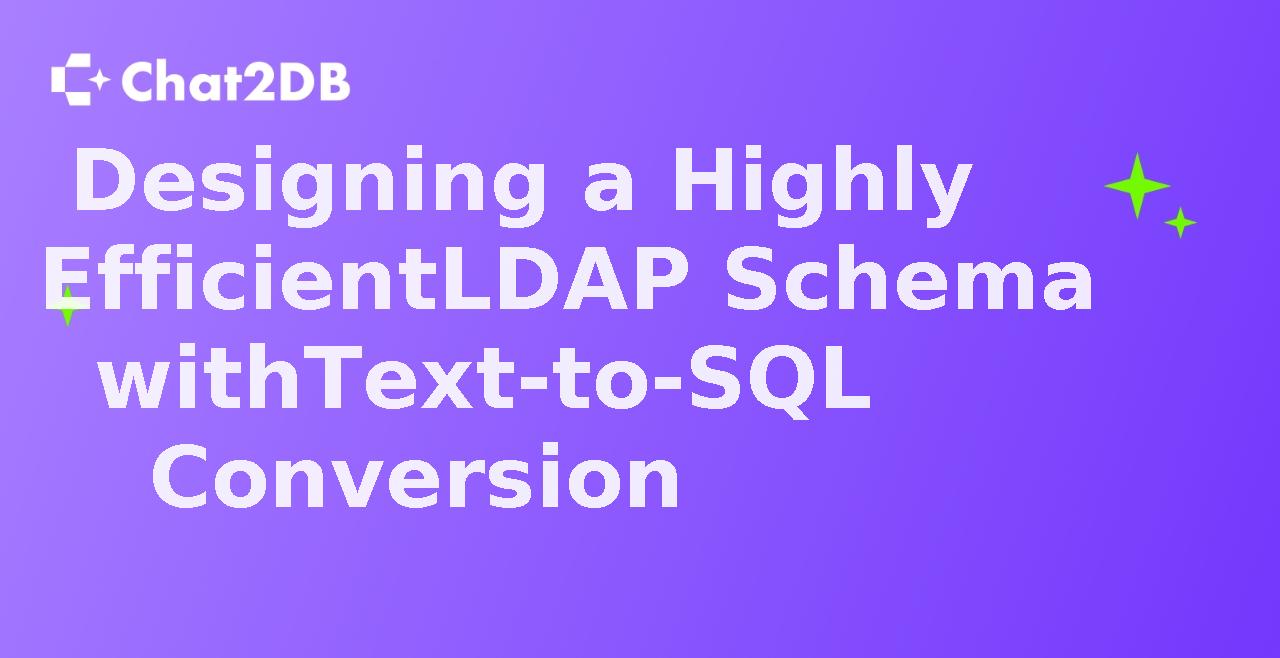 Chat2DB
Designing a Highly
EfficientLDAP Schema
withText-to-SQL
Conversion